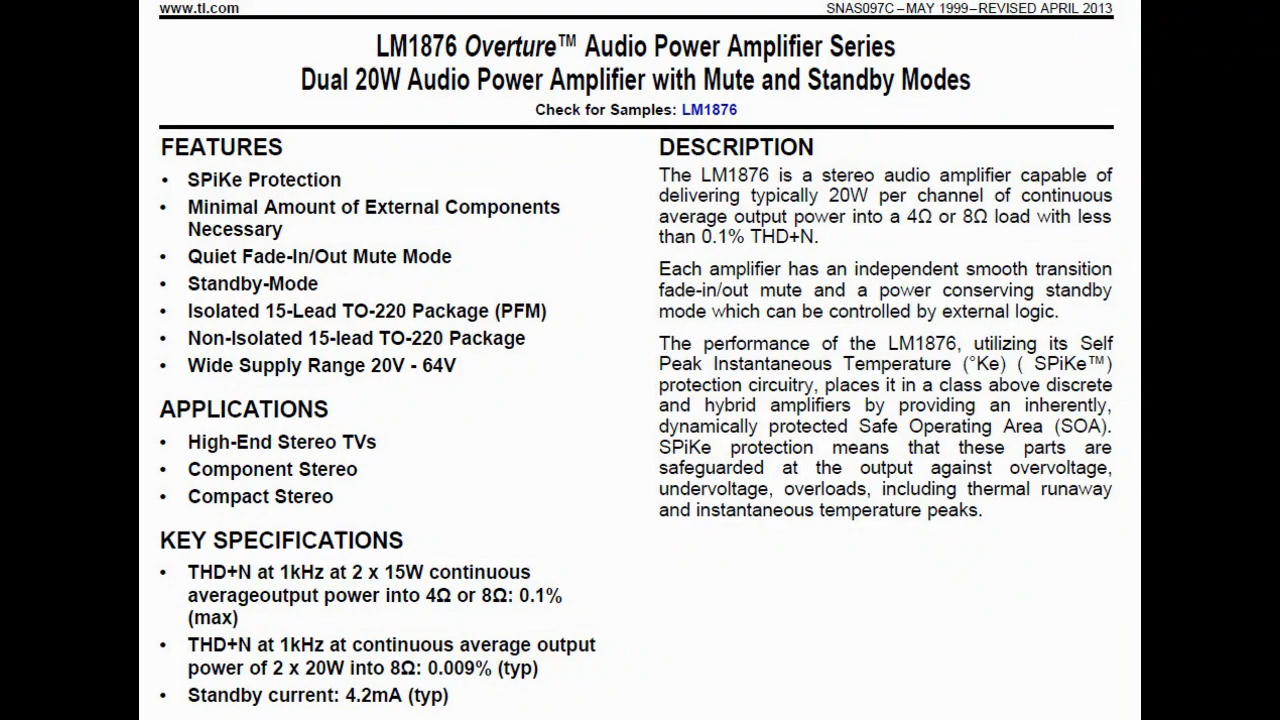 www.tl.com
SNAS097C –MAY 1999–REVISED APRIL 2013
LM1876 Overture™ Audio Power Amplifier Series
Dual 20W Audio Power Amplifier with Mute and Standby Modes
Check for Samples: LM1876
FEATURES
• SPiKe Protection
• Minimal Amount of External Components
Necessary
• Quiet Fade-In/Out Mute Mode
• Standby-Mode
• Isolated 15-Lead TO-220 Package (PFM)
• Non-Isolated 15-lead TO-220 Package
• Wide Supply Range 20V - 64V
APPLICATIONS
• High-End Stereo TVs
• Component Stereo
• Compact Stereo
KEY SPECIFICATIONS
• THD+N at 1kHz at 2 x 15W continuous
averageoutput power into 4Ω or 8Ω: 0.1%
(max)
• THD+N at 1kHz at continuous average output
power of 2 x 20W into 8Ω: 0.009% (typ)
• Standby current: 4.2mA (typ)
DESCRIPTION
The LM1876 is a stereo audio amplifier capable of
delivering typically 20W per channel of continuous
average output power into a 4Ω or 8Ω load with less
than 0.1% THD+N.
Each amplifier has an independent smooth transition
fade-in/out mute and a power conserving standby
mode which can be controlled by external logic.
The performance of the LM1876, utilizing its Self
Peak Instantaneous Temperature (°Ke) ( SPiKe™)
protection circuitry, places it in a class above discrete
and hybrid amplifiers by providing an inherently,
dynamically protected Safe Operating Area (SOA).
SPiKe protection means that these parts are
safeguarded at the output against overvoltage,
undervoltage, overloads, including thermal runaway
and instantaneous temperature peaks.